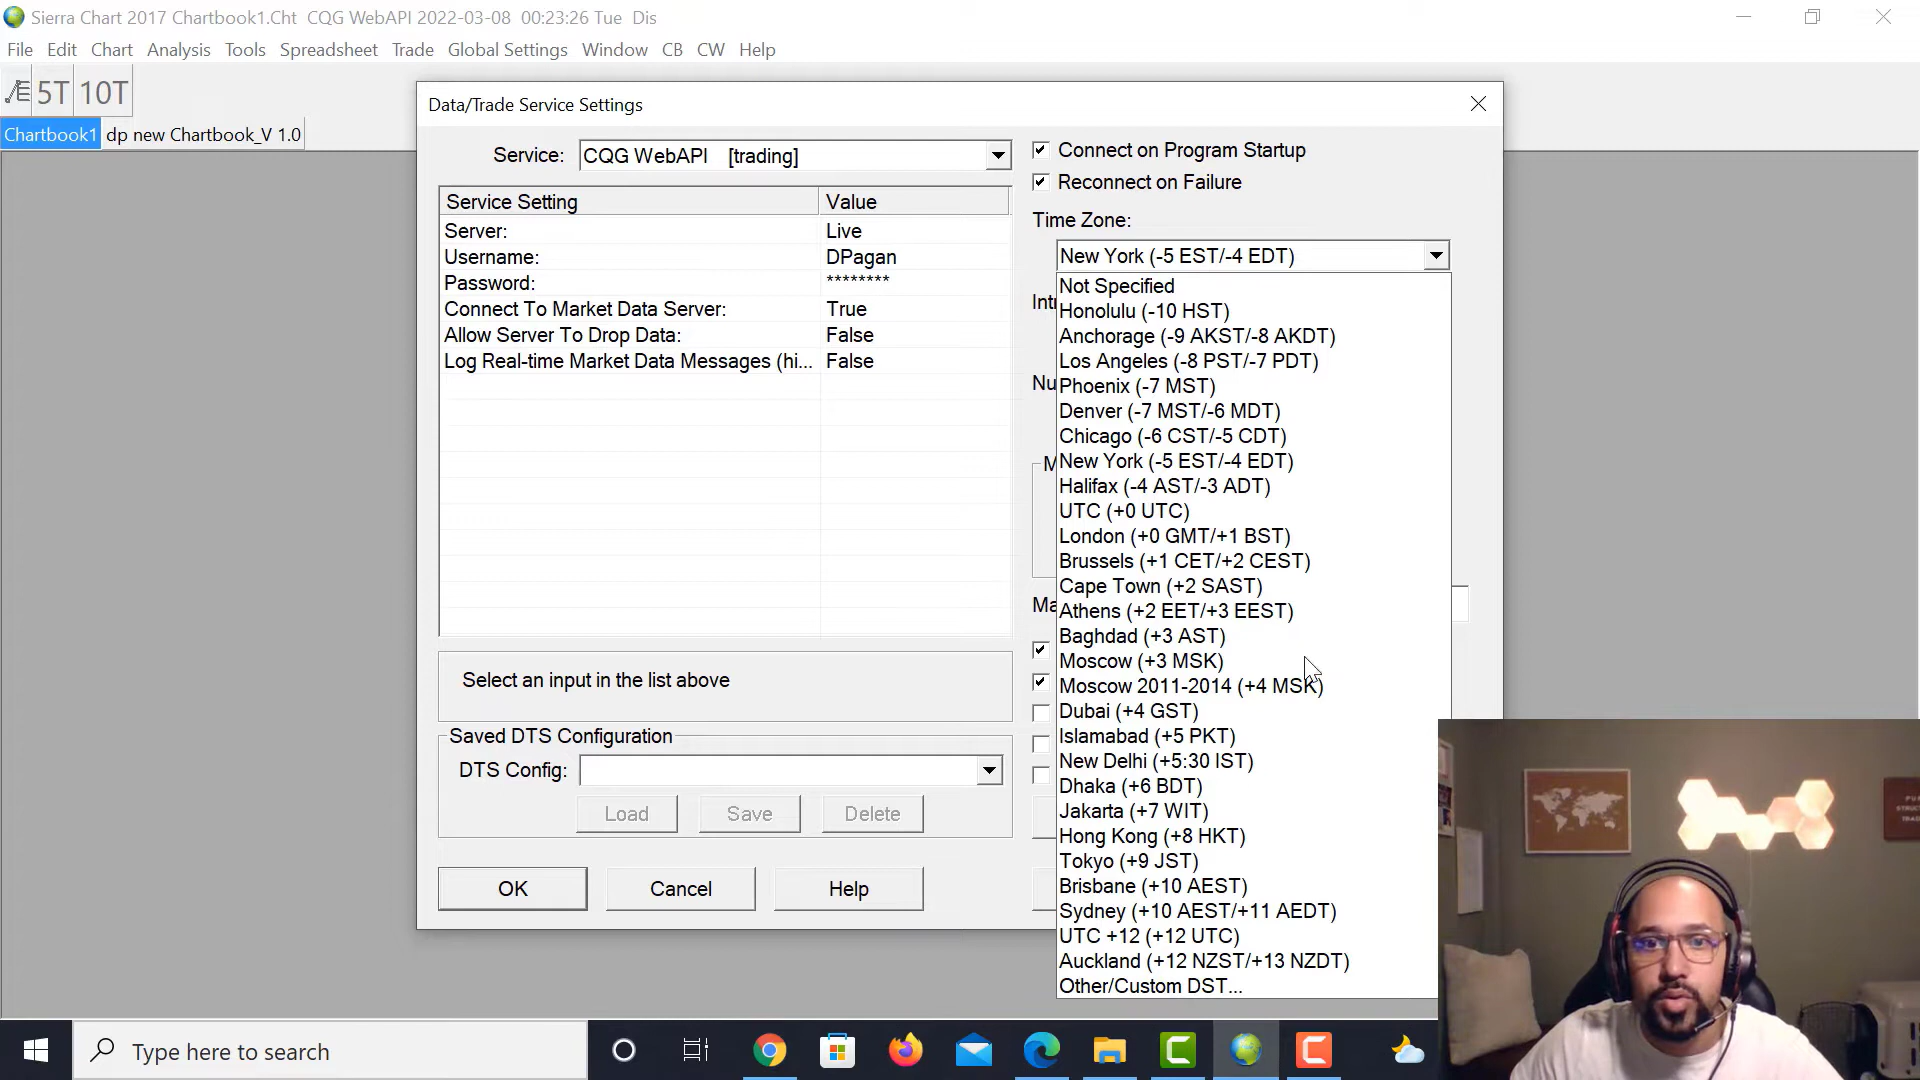 Sierra Chart 2017 Chartbook1.Cht CQG WebAPI 2022-03-08 00:23:26 Tue Dis
File Edit Chart Analysis Tools Spreadsheet Trade Global Settings Window CB CW Help
5T 10T
Chartbook1 dp new Chartbook_V 1.0
Data/Trade Service Settings
Service: CQG WebAPI [trading]
Service Setting Value
Server: Live
Username: DPagan
Password: ********
Connect To Market Data Server: True
Allow Server To Drop Data: False
Log Real-time Market Data Messages (hi... False
Select an input in the list above
Saved DTS Configuration
DTS Config:
Load Save Delete
OK Cancel Help
Connect on Program Startup
Reconnect on Failure
Time Zone:
New York (-5 EST/-4 EDT)
Not Specified
Honolulu (-10 HST)
Anchorage (-9 AKST/-8 AKDT)
Los Angeles (-8 PST/-7 PDT)
Phoenix (-7 MST)
Denver (-7 MST/-6 MDT)
Chicago (-6 CST/-5 CDT)
New York (-5 EST/-4 EDT)
Halifax (-4 AST/-3 ADT)
UTC (+0 UTC)
London (+0 GMT/+1 BST)
Brussels (+1 CET/+2 CEST)
Cape Town (+2 SAST)
Athens (+2 EET/+3 EEST)
Baghdad (+3 AST)
Moscow (+3 MSK)
Moscow 2011-2014 (+4 MSK)
Dubai (+4 GST)
Islamabad (+5 PKT)
New Delhi (+5:30 IST)
Dhaka (+6 BDT)
Jakarta (+7 WIT)
Hong Kong (+8 HKT)
Tokyo (+9 JST)
Brisbane (+10 AEST)
Sydney (+10 AEST/+11 AEDT)
UTC +12 (+12 UTC)
Auckland (+12 NZST/+13 NZDT)
Other/Custom DST...
Type here to search